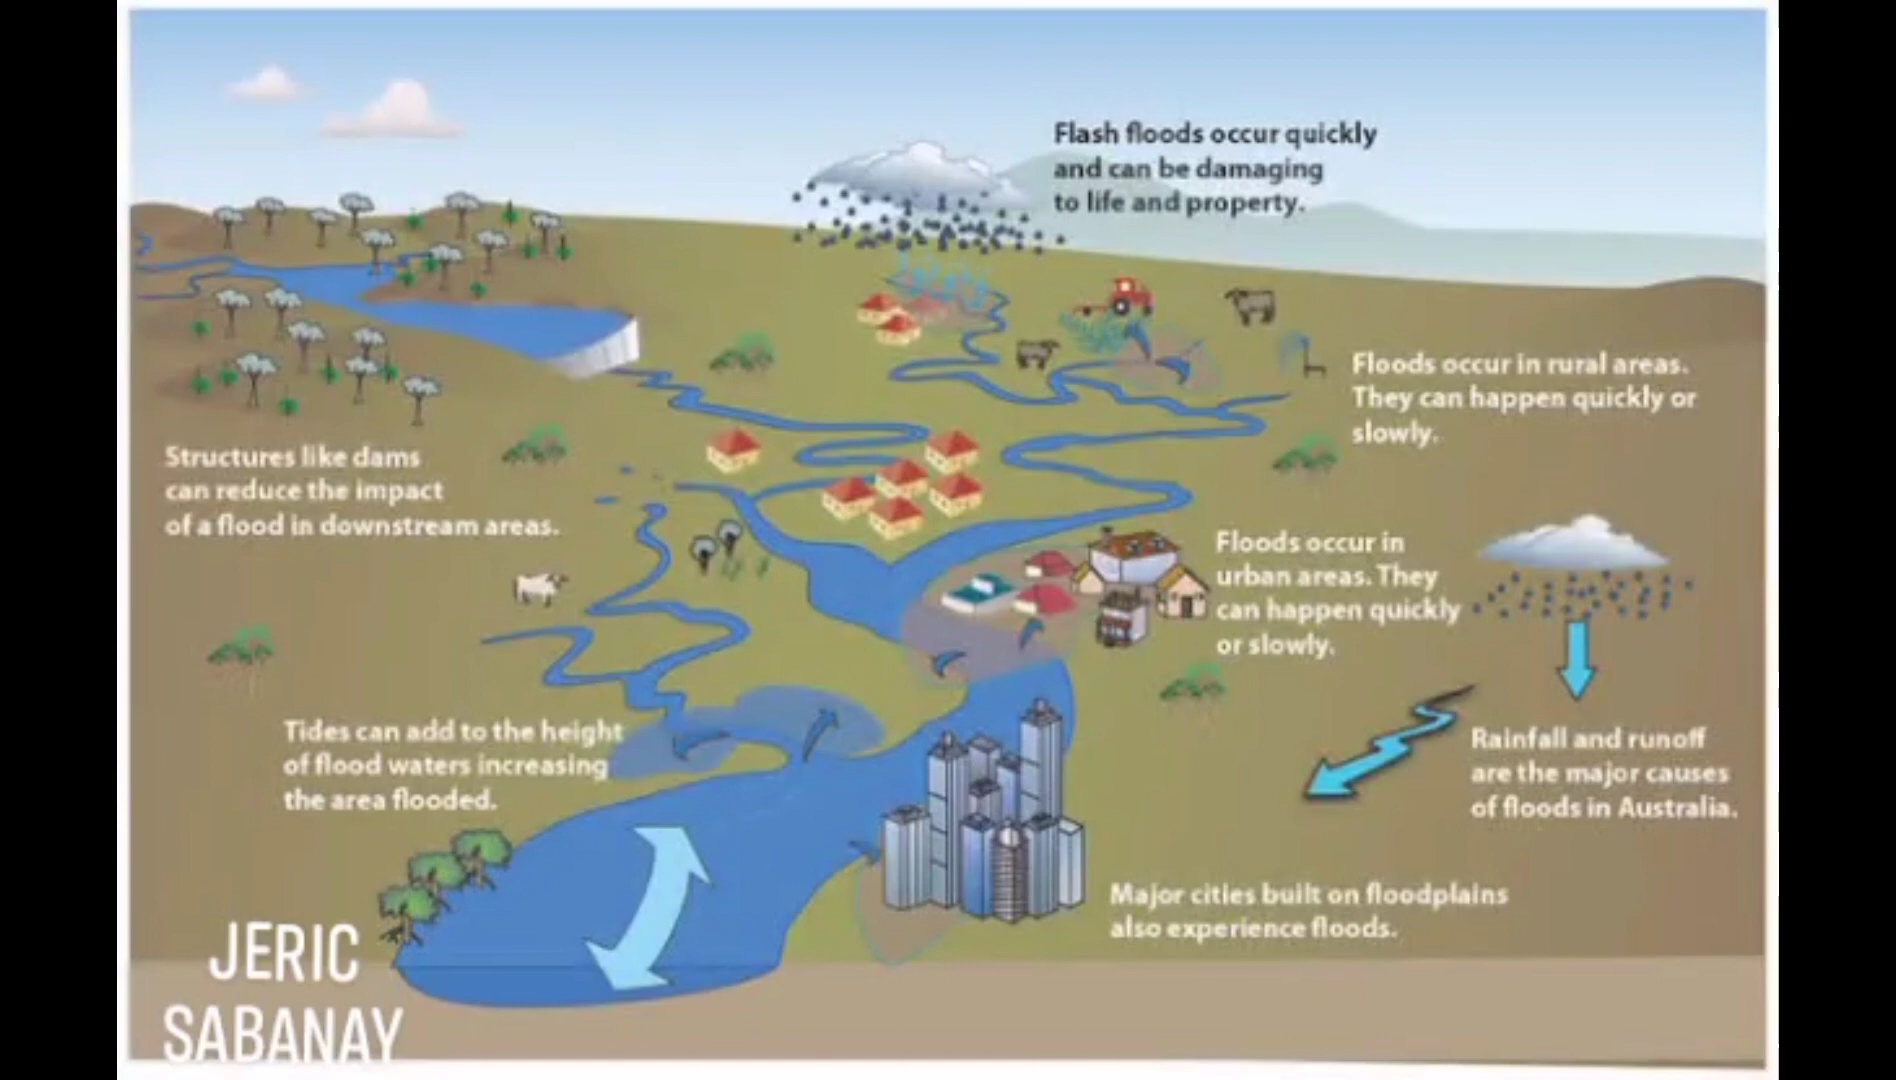 Flash floods occur quickly
and can be damaging
to life and property.
Floods occur in rural areas.
They can happen quickly or
slowly.
Structures like dams
can reduce the impact
of a flood in downstream areas.
Floods occur in
urban areas. They
can happen quickly
or slowly.
Tides can add to the height
of flood waters increasing
the area flooded.
Rainfall and runoff
are the major causes
of floods in Australia.
Major cities built on floodplains
also experience floods.
JERIC
SABANAY